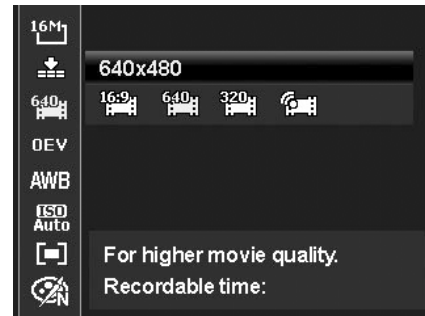 16M
640x480
16:9 640 320
640
0EV
AWB
ISO
Auto
N
For higher movie quality.
Recordable time: